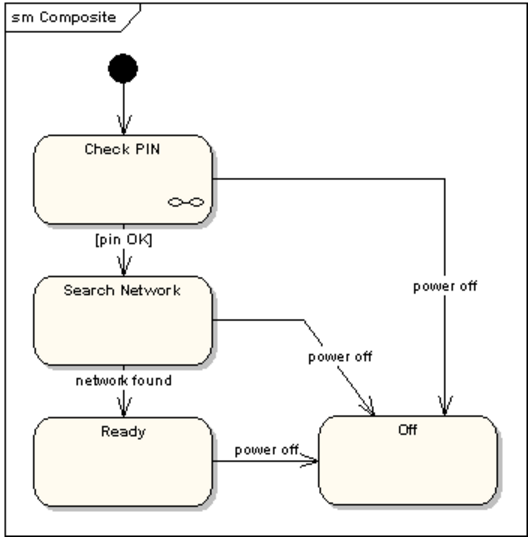 sm Composite
Check PIN
[pin OK]
Search Network
power off
power off
network found
Ready
power off
Off